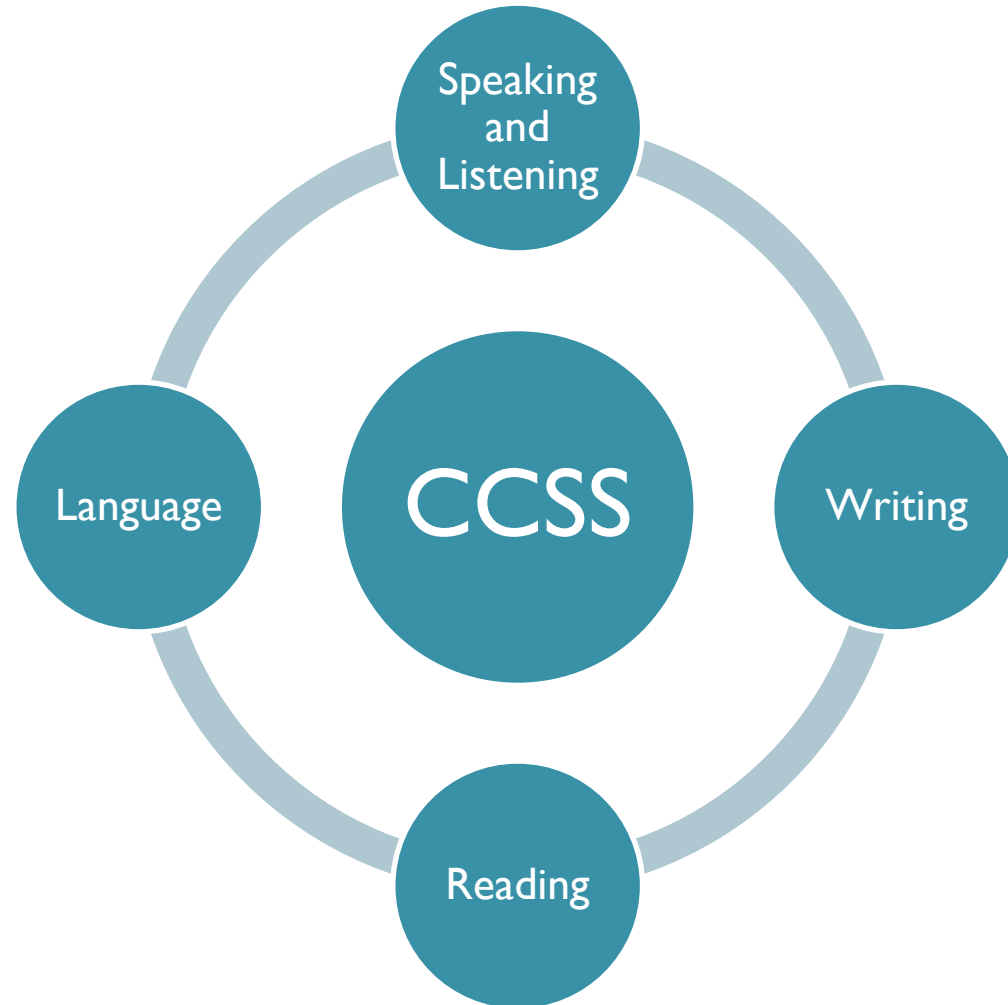 Speaking
and
Listening
Language
CCSS
Writing
Reading